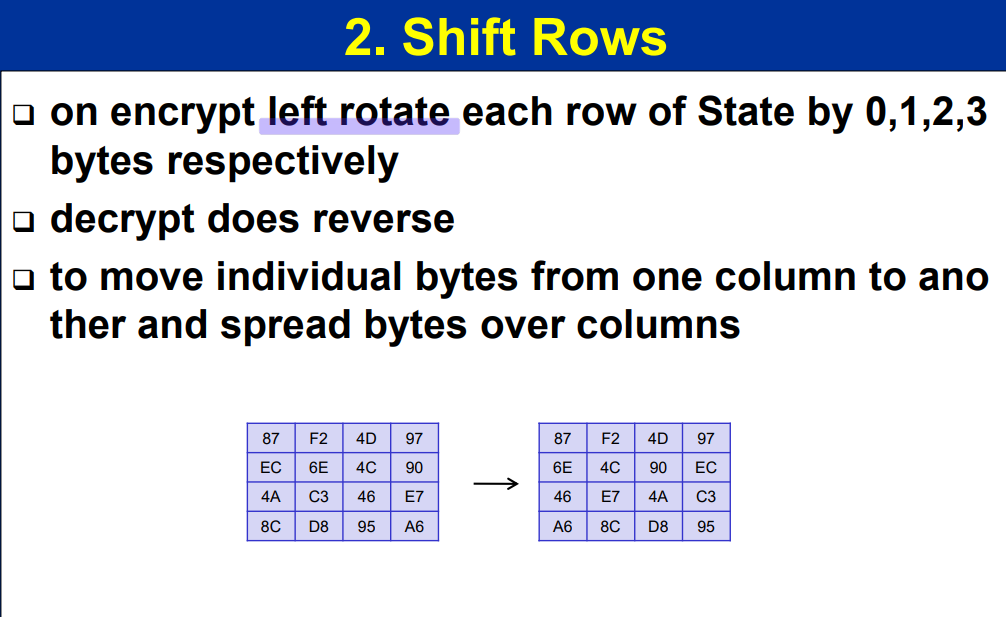 2. Shift Rows
❑ on encrypt left rotate each row of State by 0,1,2,3
bytes respectively
❑ decrypt does reverse
❑ to move individual bytes from one column to ano
ther and spread bytes over columns
87 F2 4D 97
EC 6E 4C 90
4A C3 46 E7
8C D8 95 A6
→
87 F2 4D 97
6E 4C 90 EC
46 E7 4A C3
A6 8C D8 95